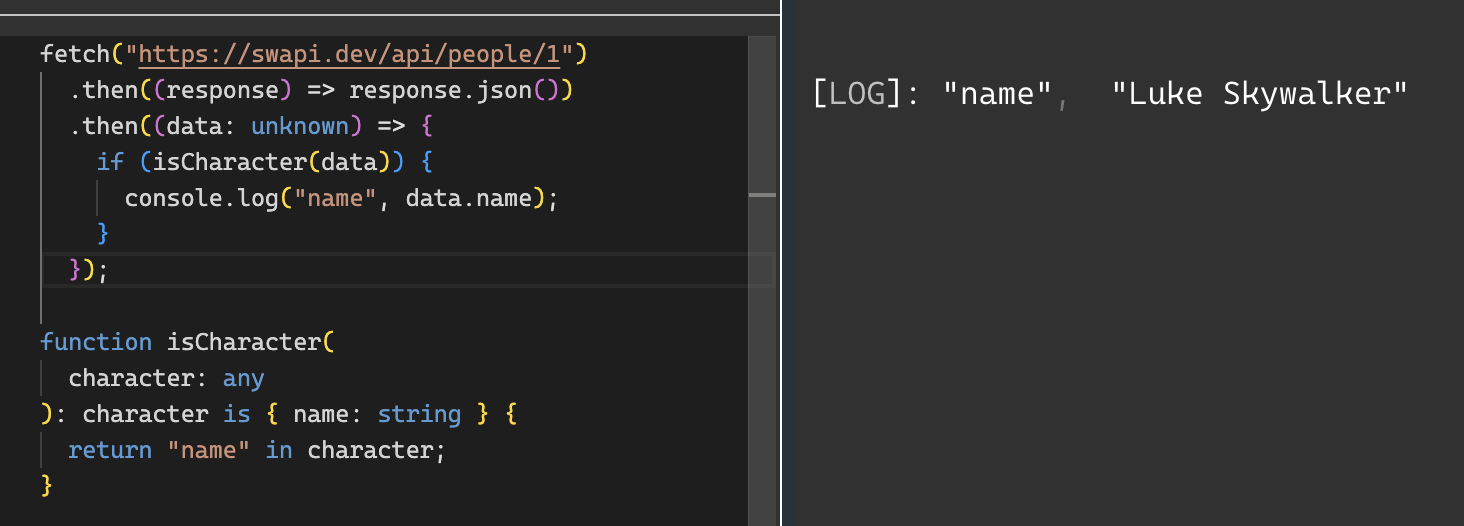 fetch("https://swapi.dev/api/people/1")
  .then((response) => response.json())
  .then((data: unknown) => {
    if (isCharacter(data)) {
      console.log("name", data.name);
    }
  });

function isCharacter(
  character: any
): character is { name: string } {
  return "name" in character;
}
[LOG]: "name",  "Luke Skywalker"